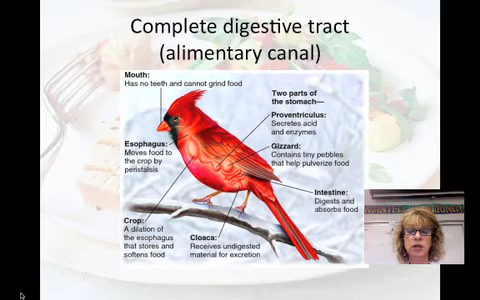 Complete digestive tract
(alimentary canal)
Mouth:
Has no teeth and cannot grind food
Two parts of
the stomach—
Proventriculus:
Secretes acid
and enzymes
Esophagus:
Moves food to
the crop by
peristalsis
Gizzard:
Contains tiny pebbles
that help pulverize food
Intestine:
Digests and
absorbs food
Crop:
A dilation of
the esophagus
that stores and
softens food
Cloaca:
Receives undigested
material for excretion